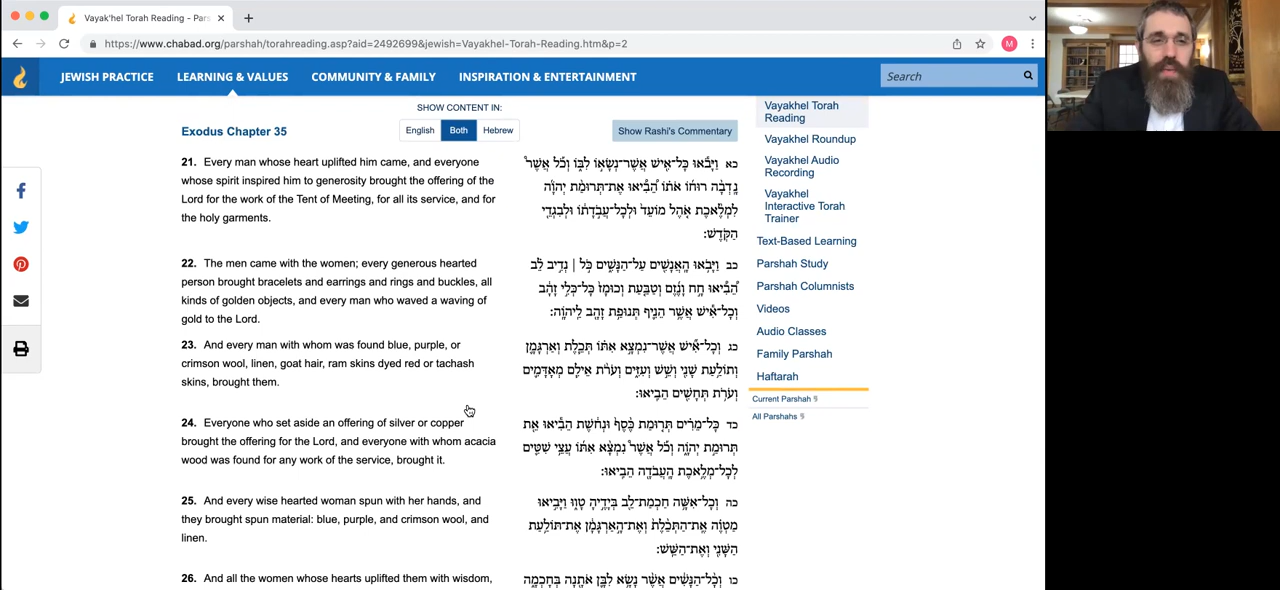 Vayak'hel Torah Reading - Pars
https://www.chabad.org/parshah/torahreading.asp?aid=2492699&jewish=Vayakhel-Torah-Reading.htm&p=2
M
JEWISH PRACTICE
LEARNING & VALUES
COMMUNITY & FAMILY
INSPIRATION & ENTERTAINMENT
Search
SHOW CONTENT IN:
Exodus Chapter 35
English
Both
Hebrew
Show Rashi's Commentary
21. Every man whose heart uplifted him came, and everyone
whose spirit inspired him to generosity brought the offering of the
Lord for the work of the Tent of Meeting, for all its service, and for
the holy garments.
כא וַיָּבֹ֕אוּ כָּל־אִ֖ישׁ אֲשֶׁר־נְשָׂא֣וֹ לִבּ֑וֹ וְכֹ֡ל אֲשֶׁר֩
נָֽדְבָ֨ה רוּח֜וֹ אֹת֗וֹ הֵ֠בִ֠יאוּ אֶת־תְּרוּמַ֨ת יְהֹוָ֜ה
לִמְלֶ֨אכֶת אֹ֤הֶל מוֹעֵד֙ וּלְכָל־עֲבֹ֣דָת֔וֹ וּלְבִגְדֵ֖י
הַקֹּֽדֶשׁ:
22. The men came with the women; every generous hearted
person brought bracelets and earrings and rings and buckles, all
kinds of golden objects, and every man who waved a waving of
gold to the Lord.
כב וַיָּבֹ֥אוּ הָֽאֲנָשִׁ֖ים עַל־הַנָּשִׁ֑ים כֹּ֣ל | נְדִ֣יב לֵ֗ב
הֵ֠בִ֠יאוּ חָ֣ח וָנֶ֜זֶם וְטַבַּ֤עַת וְכוּמָז֙ כָּל־כְּלִ֣י זָהָ֔ב
וְכָל־אִ֕ישׁ אֲשֶׁ֥ר הֵנִ֛יף תְּנוּפַ֥ת זָהָ֖ב לַֽיהֹוָֽה:
23. And every man with whom was found blue, purple, or
crimson wool, linen, goat hair, ram skins dyed red or tachash
skins, brought them.
כג וְכָל־אִ֞ישׁ אֲשֶׁר־נִמְצָ֣א אִתּ֗וֹ תְּכֵ֧לֶת וְאַרְגָּמָ֛ן
וְתוֹלַ֥עַת שָׁנִ֖י וְשֵׁ֣שׁ וְעִזִּ֑ים וְעֹרֹ֨ת אֵילִ֧ם מְאָדָּמִ֛ים
וְעֹרֹ֥ת תְּחָשִׁ֖ים הֵבִֽיאוּ:
24. Everyone who set aside an offering of silver or copper
brought the offering for the Lord, and everyone with whom acacia
wood was found for any work of the service, brought it.
כד כָּל־מֵרִ֗ים תְּר֤וּמַת כֶּ֨סֶף֙ וּנְח֔שֶׁת הֵבִ֕יאוּ אֵ֖ת
תְּרוּמַ֣ת יְהֹוָ֑ה וְכֹ֡ל אֲשֶׁר֩ נִמְצָ֨א אִתּ֜וֹ עֲצֵ֥י שִׁטִּ֛ים
לְכָל־מְלֶ֥אכֶת הָֽעֲבֹדָ֖ה הֵבִֽיאוּ:
25. And every wise hearted woman spun with her hands, and
they brought spun material: blue, purple, and crimson wool, and
linen.
כה וְכָל־אִשָּׁ֥ה חַכְמַת־לֵ֖ב בְּיָדֶ֣יהָ טָו֑וּ וַיָּבִ֣יאוּ
מַטְוֶ֗ה אֶת־הַתְּכֵ֨לֶת֙ וְאֶת־הָ֣אַרְגָּמָ֔ן אֶת־תּוֹלַ֥עַת
הַשָּׁנִ֖י וְאֶת־הַשֵּֽׁשׁ:
26. And all the women whose hearts uplifted them with wisdom,
כו וְכָ֨ל־הַנָּשִׁ֔ים אֲשֶׁ֨ר נָשָׂ֥א לִבָּ֛ן אֹתָ֖נָה בְּחָכְמָ֑ה
Vayakhel Torah
Reading
Vayakhel Roundup
Vayakhel Audio
Recording
Vayakhel
Interactive Torah
Trainer
Text-Based Learning
Parshah Study
Parshah Columnists
Videos
Audio Classes
Family Parshah
Haftarah
Current Parshah
All Parshahs